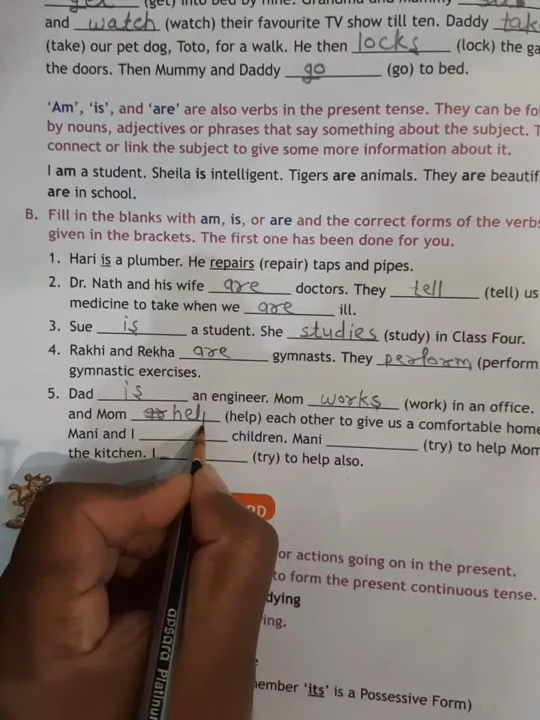 and watch (watch) their favourite TV show till ten. Daddy tak
(take) our pet dog, Toto, for a walk. He then locks (lock) the ga
the doors. Then Mummy and Daddy go (go) to bed.
'Am', 'is', and 'are' are also verbs in the present tense. They can be fo
by nouns, adjectives or phrases that say something about the subject. T
connect or link the subject to give some more information about it.
I am a student. Sheila is intelligent. Tigers are animals. They are beautif
are in school.
B. Fill in the blanks with am, is, or are and the correct forms of the verbs
given in the brackets. The first one has been done for you.
1. Hari is a plumber. He repairs (repair) taps and pipes.
2. Dr. Nath and his wife are doctors. They tell (tell) us
medicine to take when we are ill.
3. Sue is a student. She studies (study) in Class Four.
4. Rakhi and Rekha are gymnasts. They perform (perform
gymnastic exercises.
5. Dad is an engineer. Mom works (work) in an office.
and Mom hel (help) each other to give us a comfortable home
Mani and I ________ children. Mani ________ (try) to help Mom
the kitchen. I ________ (try) to help also.
RD
or actions going on in the present.
to form the present continuous tense.
dying
ing.
member 'its' is a Possessive Form)
apsara Platinu